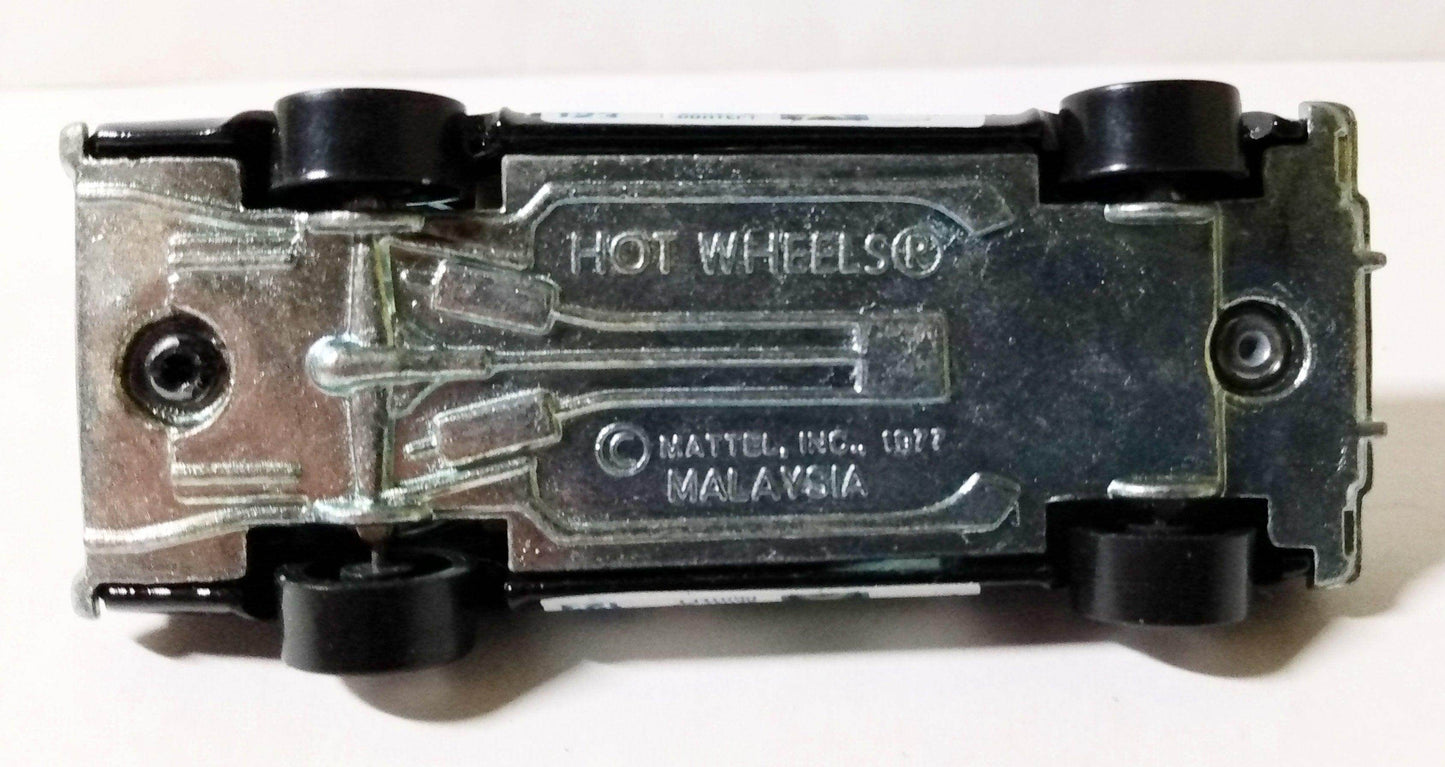 HOT WHEELS®
© MATTEL, INC., 1977
MALAYSIA